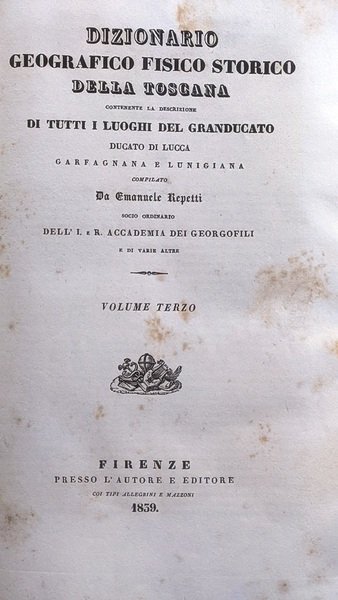 DIZIONARIO
GEOGRAFICO FISICO STORICO
DELLA TOSCANA
CONTENENTE LA DESCRIZIONE
DI TUTTI I LUOGHI DEL GRANDUCATO
DUCATO DI LUCCA
GARFAGNANA E LUNIGIANA
COMPILATO
Da Emanuele Repetti
SOCIO ORDINARIO
DELL' I. E R. ACCADEMIA DEI GEORGOFILI
E DI VARIE ALTRE
VOLUME TERZO
FIRENZE
PRESSO L'AUTORE E EDITORE
COI TIPI ALLEGRINI E MAZZONI
1839.